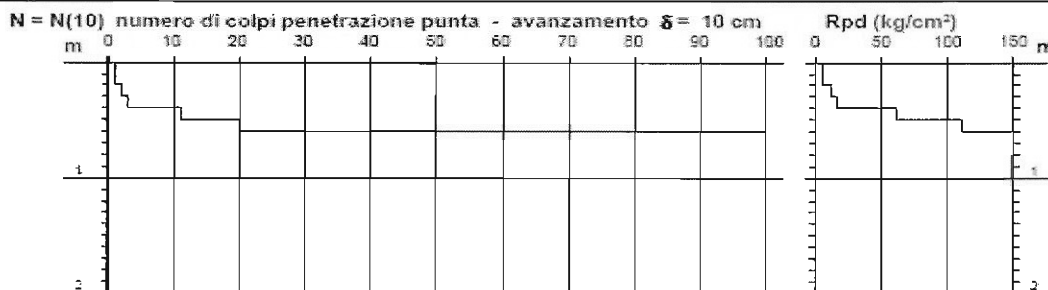 N = N(10) numero di colpi penetrazione punta - avanzamento δ = 10 cm Rpd (kg/cm²)
m 0 10 20 30 40 50 60 70 80 90 100 0 50 100 150 m
1 1
2 2